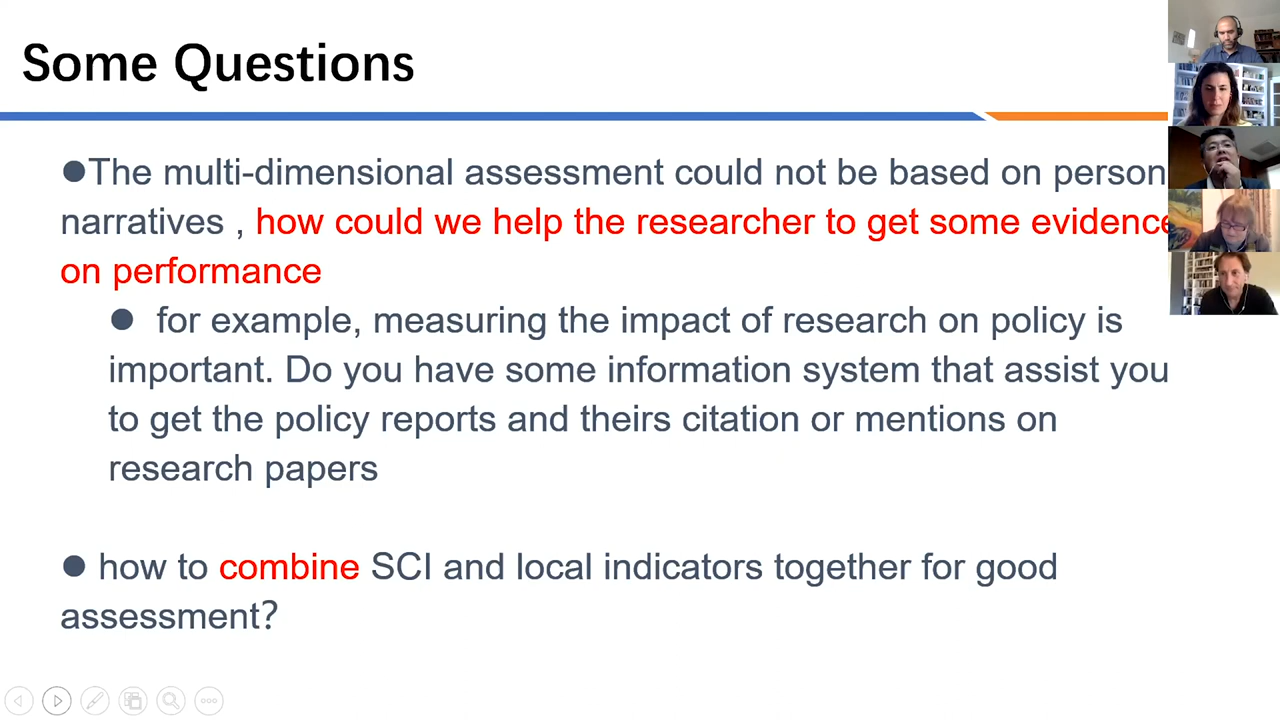 Some Questions
●The multi-dimensional assessment could not be based on person
narratives , how could we help the researcher to get some evidence
on performance
● for example, measuring the impact of research on policy is
important. Do you have some information system that assist you
to get the policy reports and theirs citation or mentions on
research papers
● how to combine SCI and local indicators together for good
assessment?